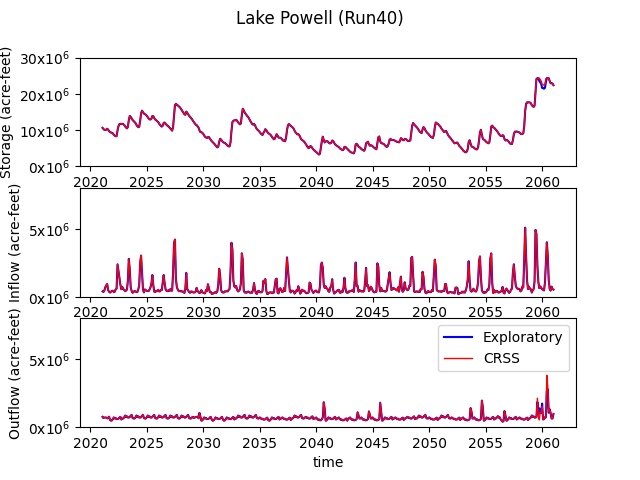 Lake Powell (Run40)
Storage (acre-feet)
30x10⁶
20x10⁶
10x10⁶
0x10⁶
2020 2025 2030 2035 2040 2045 2050 2055 2060
Inflow (acre-feet)
5x10⁶
0x10⁶
2020 2025 2030 2035 2040 2045 2050 2055 2060
Outflow (acre-feet)
5x10⁶
0x10⁶
Exploratory
CRSS
2020 2025 2030 2035 2040 2045 2050 2055 2060
time